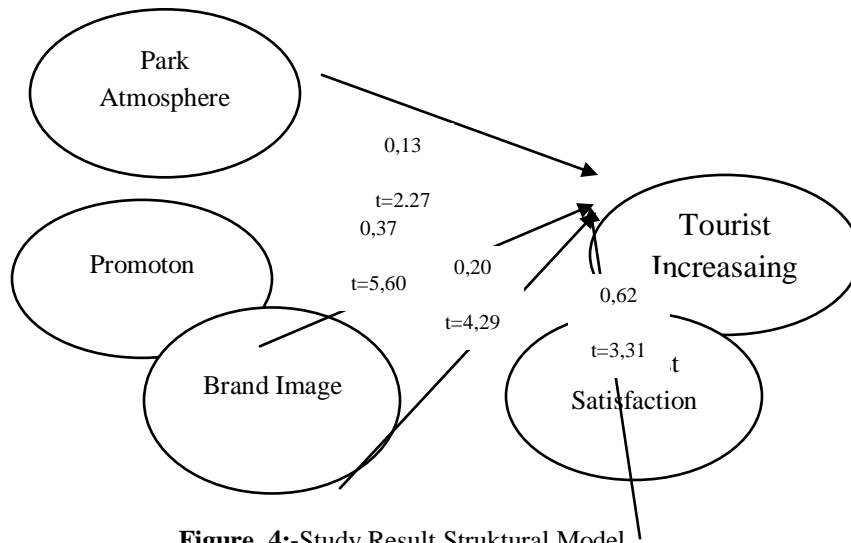 Park
Atmosphere
0,13
t=2.27
0,37
t=5,60
Promoton
0,20
t=4,29
Tourist
Increasaing
0,62
t=3,31
Brand Image
st
Satisfaction
Figure 4:-Study Result Struktural Model